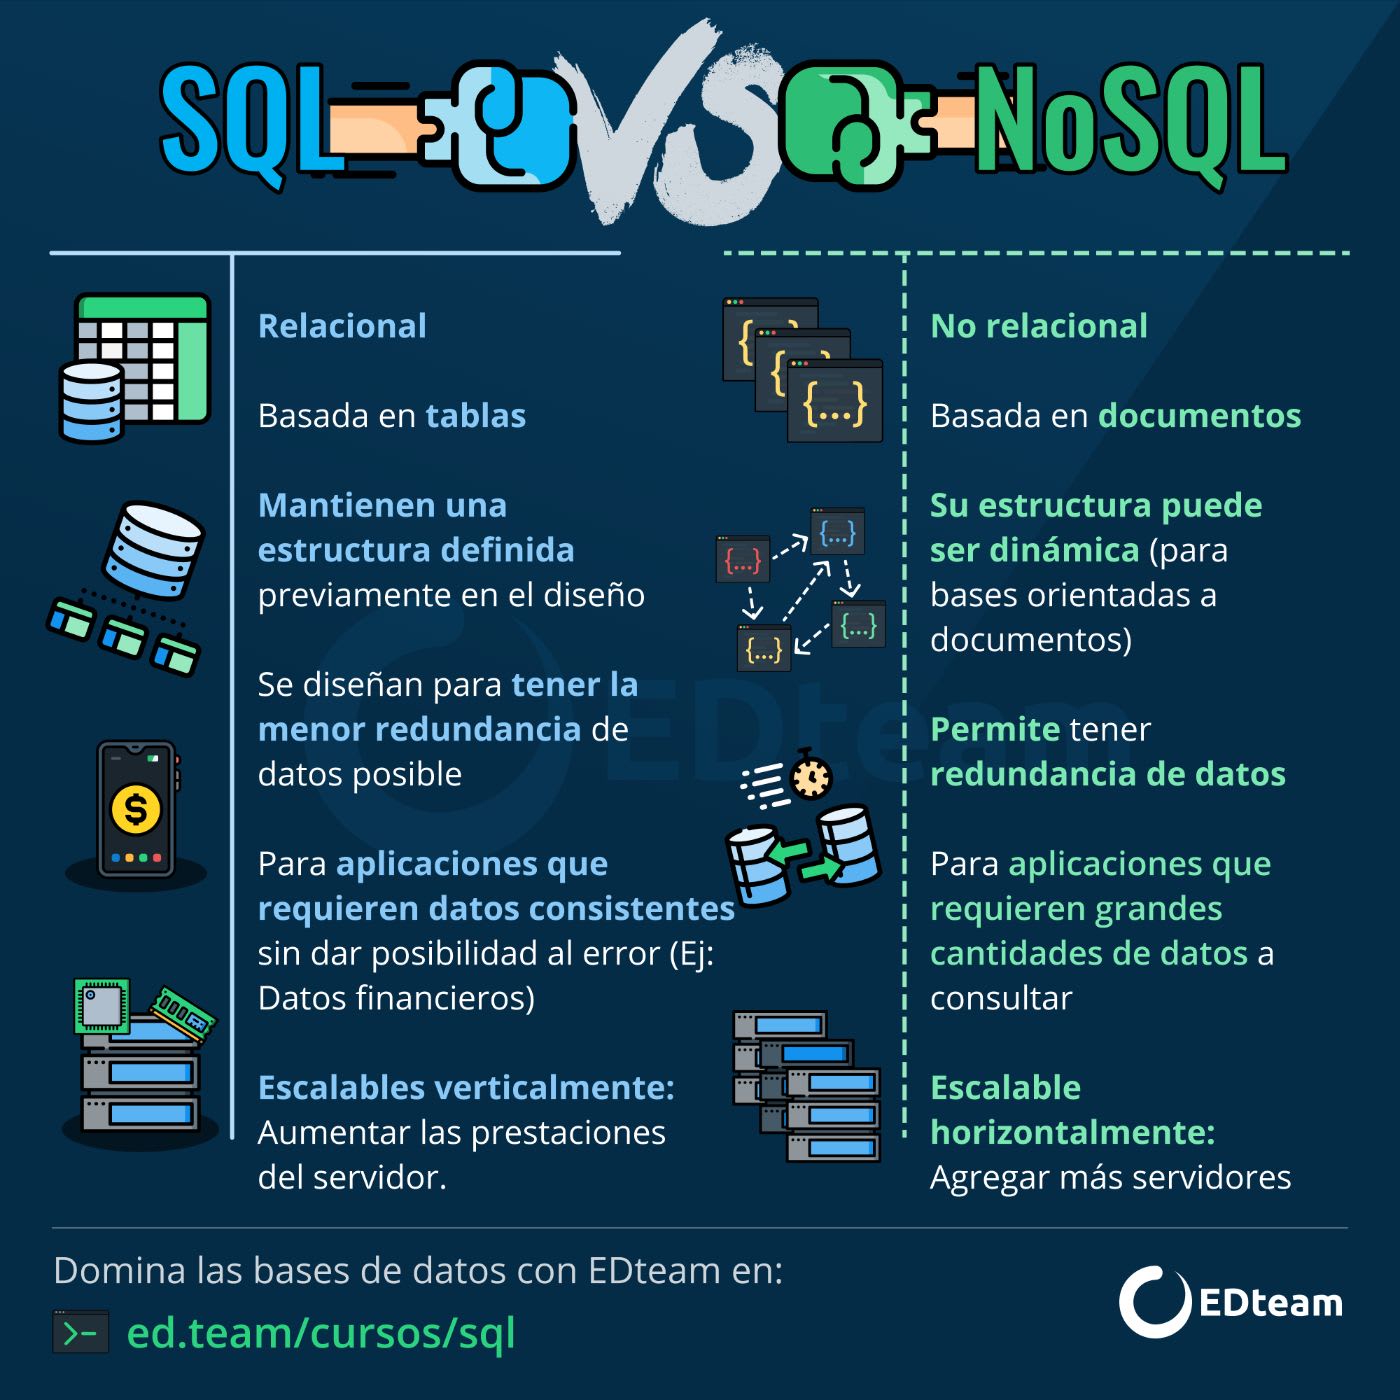 SQL VS NoSQL
Relacional
Basada en tablas
Mantienen una
estructura definida
previamente en el diseño
Se diseñan para tener la
menor redundancia de
datos posible
Para aplicaciones que
requieren datos consistentes
sin dar posibilidad al error (Ej:
Datos financieros)
Escalables verticalmente:
Aumentar las prestaciones
del servidor.
No relacional
Basada en documentos
Su estructura puede
ser dinámica (para
bases orientadas a
documentos)
Permite tener
redundancia de datos
Para aplicaciones que
requieren grandes
cantidades de datos a
consultar
Escalable
horizontalmente:
Agregar más servidores
EDteam
Domina las bases de datos con EDteam en:
ed.team/cursos/sql
EDteam